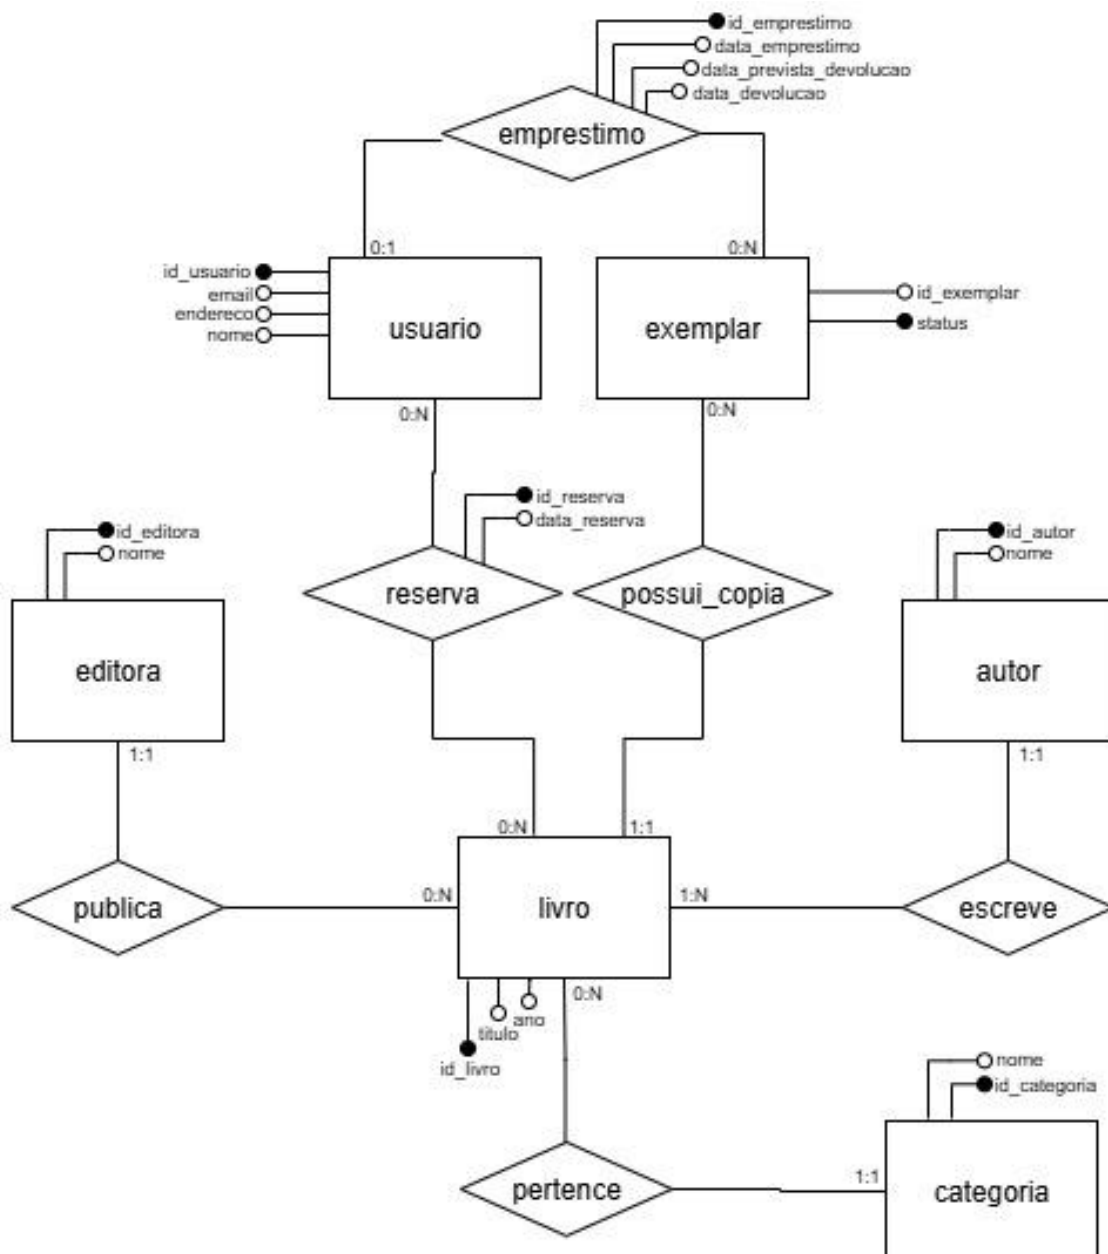 id_emprestimo
data_emprestimo
data_prevista_devolucao
data_devolucao
emprestimo
0:1
0:N
id_usuario
email
endereco
nome
usuario
exemplar
id_exemplar
status
0:N
0:N
id_reserva
data_reserva
id_editora
nome
id_autor
nome
reserva
possui_copia
editora
autor
1:1
1:1
0:N
1:1
0:N
1:N
publica
livro
escreve
0:N
ano
titulo
id_livro
nome
id_categoria
1:1
pertence
categoria